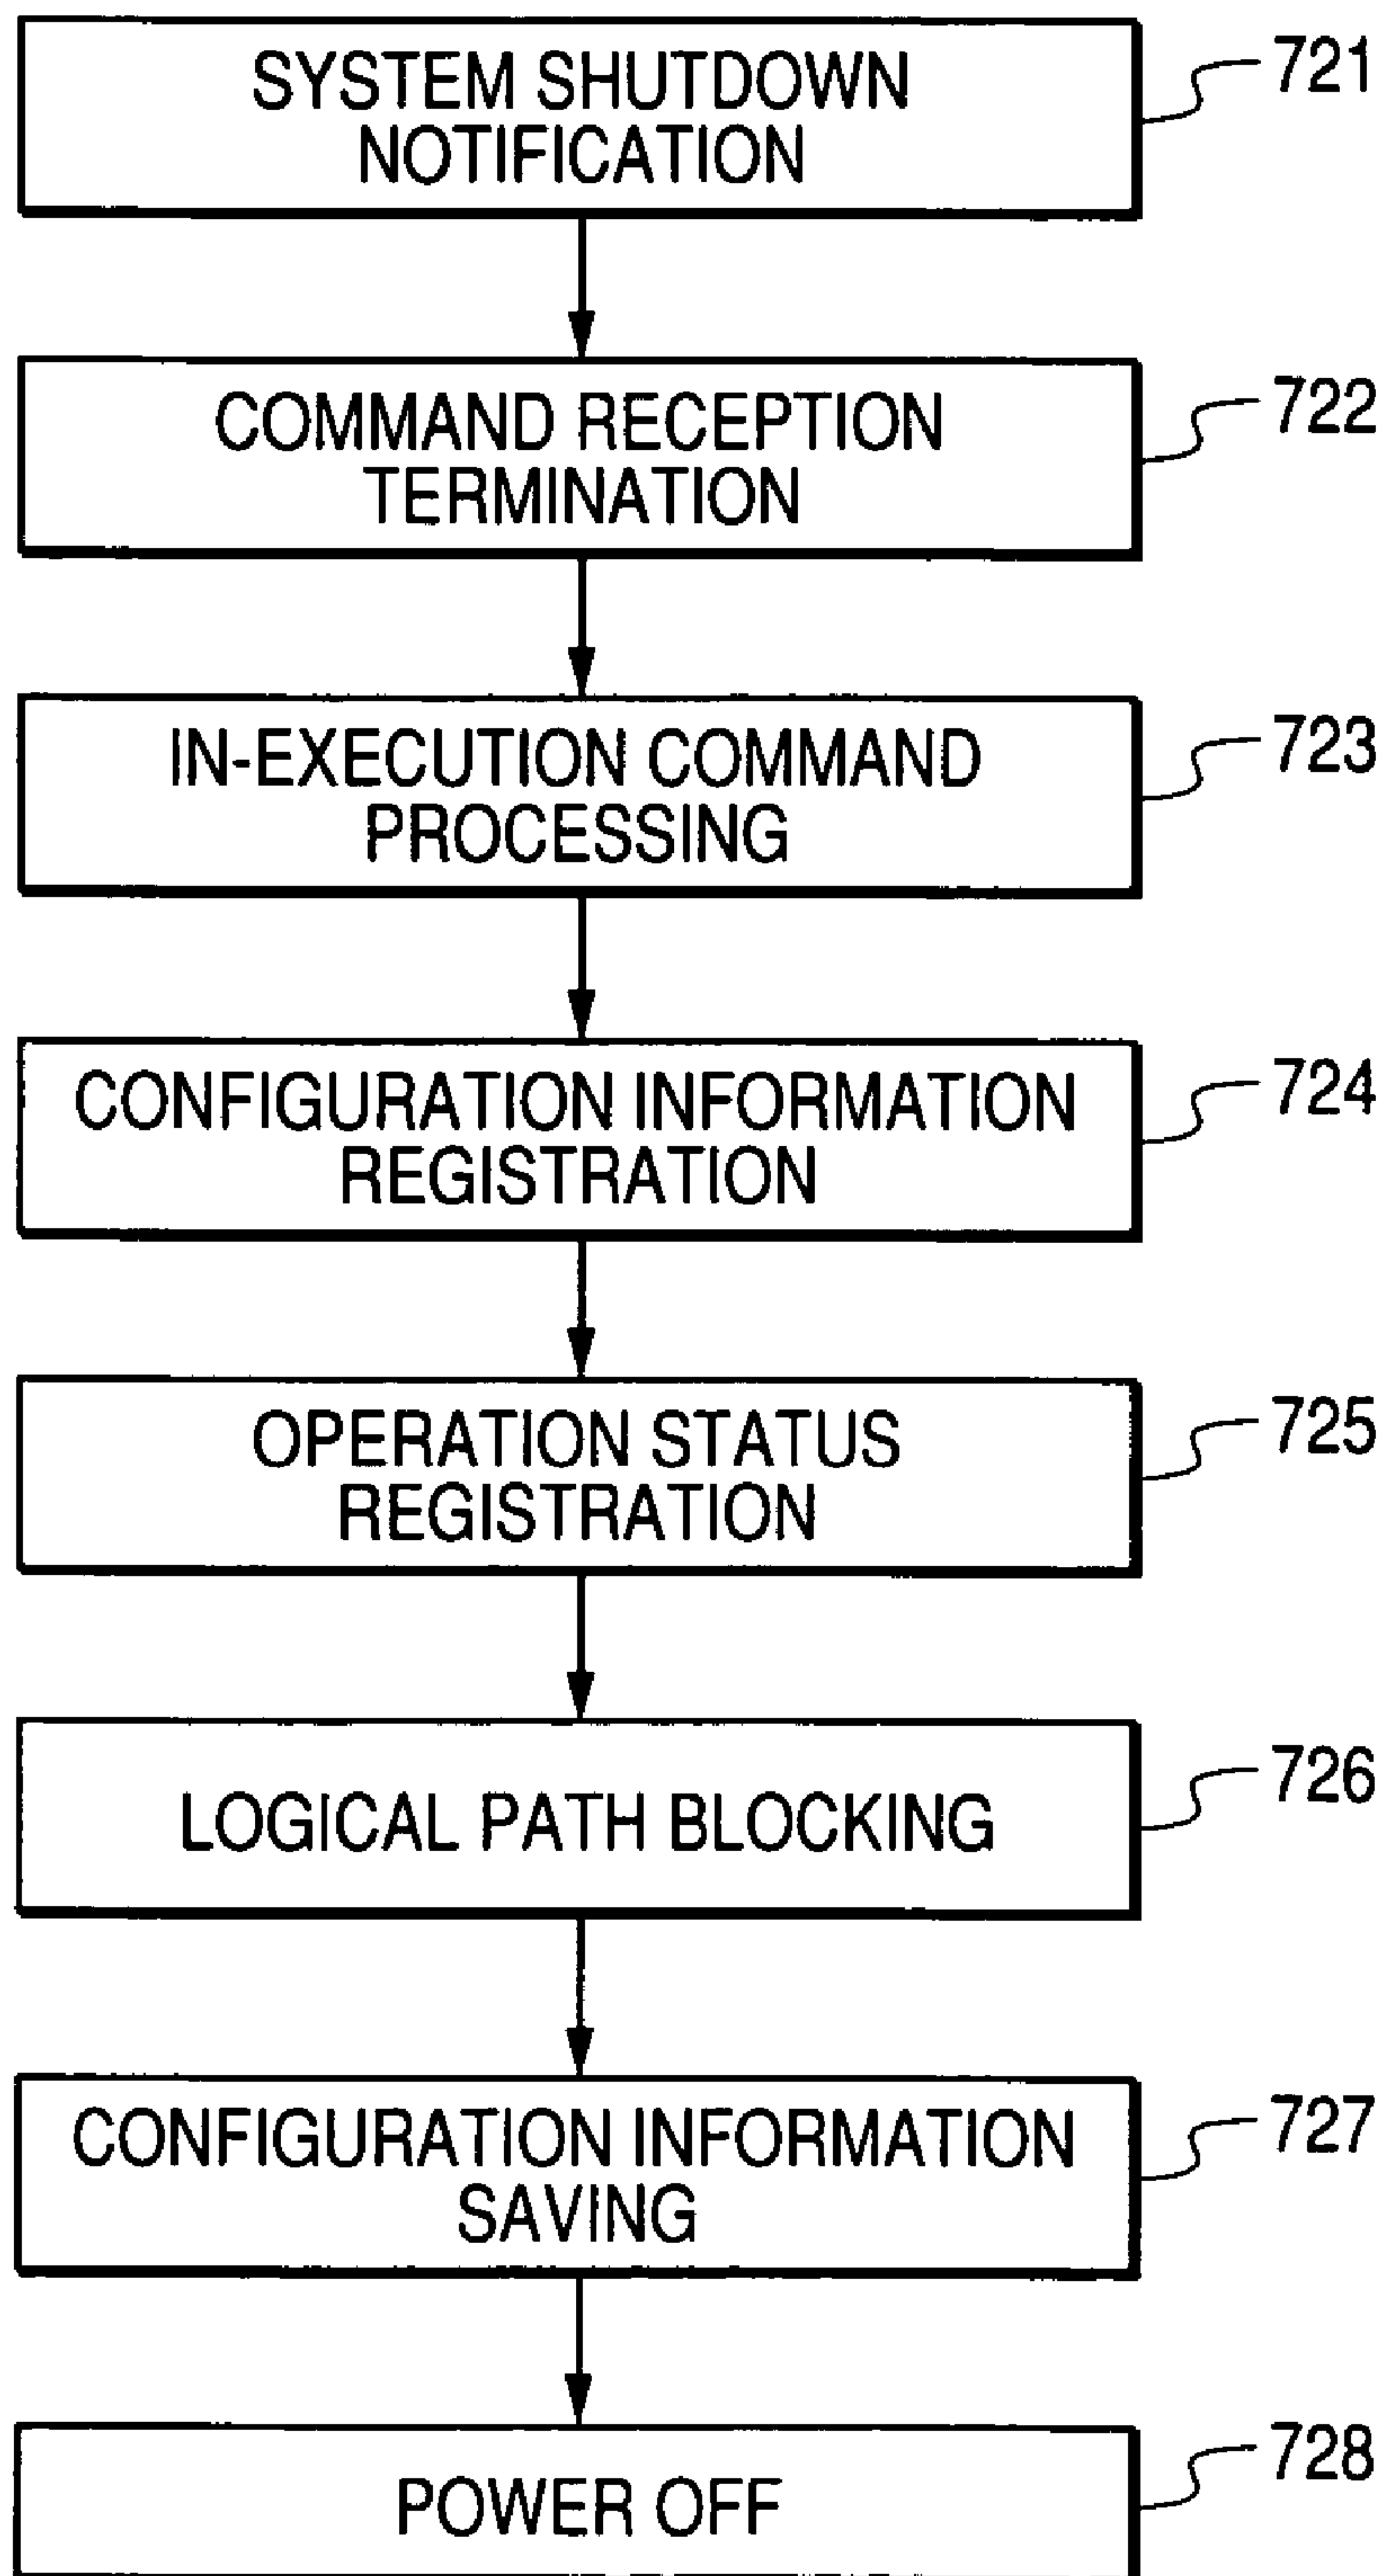 SYSTEM SHUTDOWN
NOTIFICATION
721
COMMAND RECEPTION
TERMINATION
722
IN-EXECUTION COMMAND
PROCESSING
723
CONFIGURATION INFORMATION
REGISTRATION
724
OPERATION STATUS
REGISTRATION
725
LOGICAL PATH BLOCKING
726
CONFIGURATION INFORMATION
SAVING
727
POWER OFF
728